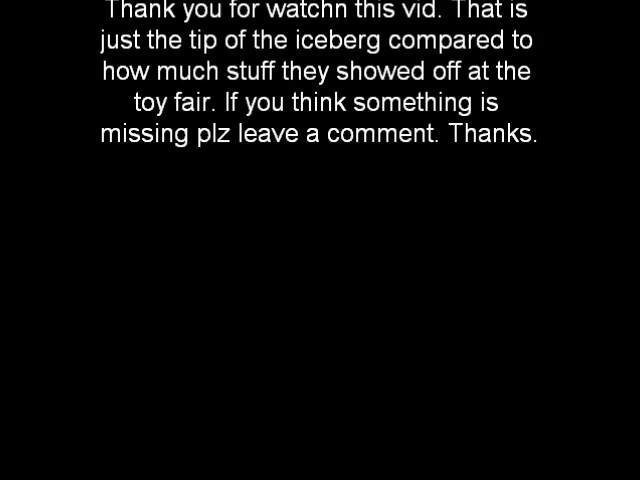 Thank you for watchn this vid. That is
just the tip of the iceberg compared to
how much stuff they showed off at the
toy fair. If you think something is
missing plz leave a comment. Thanks.